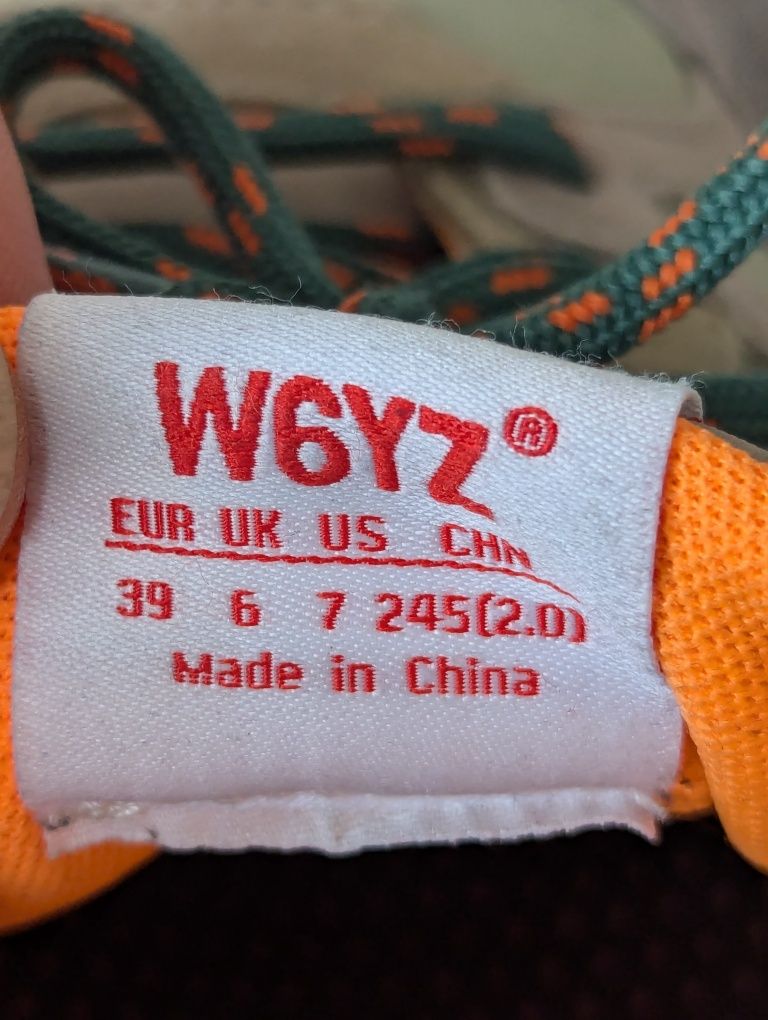 W6YZ®
EUR UK US CHN
39 6 7 245(2.0)
Made in China